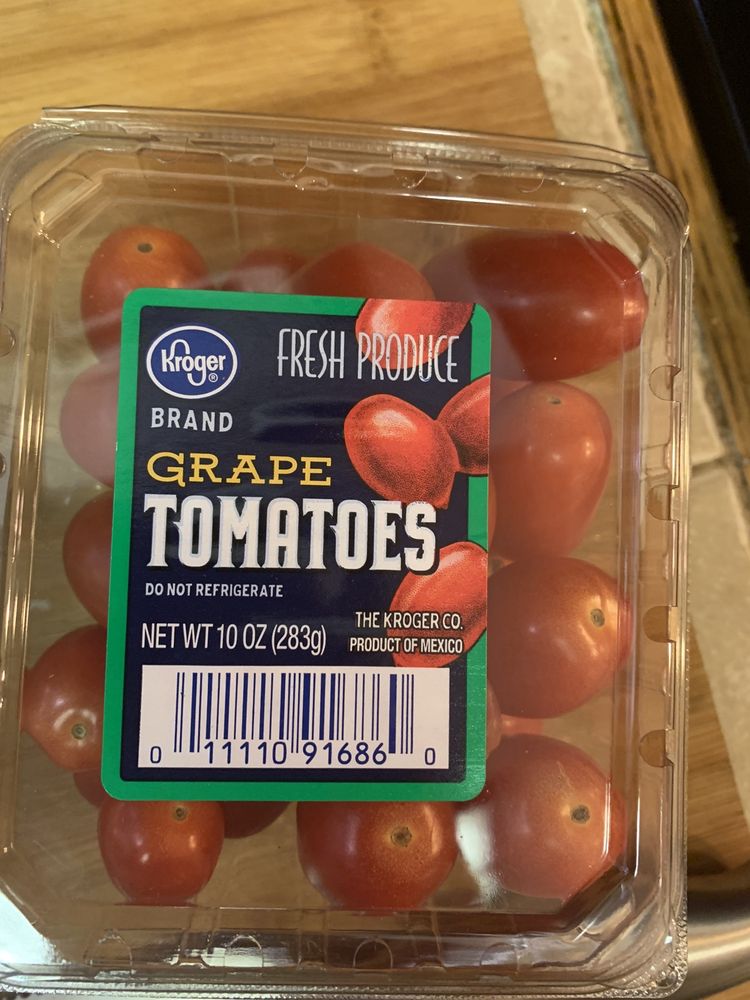 Kroger®
BRAND
FRESH PRODUCE
GRAPE
TOMATOES
DO NOT REFRIGERATE
NET WT 10 OZ (283g)
THE KROGER CO.
PRODUCT OF MEXICO
0 11110 91686 0